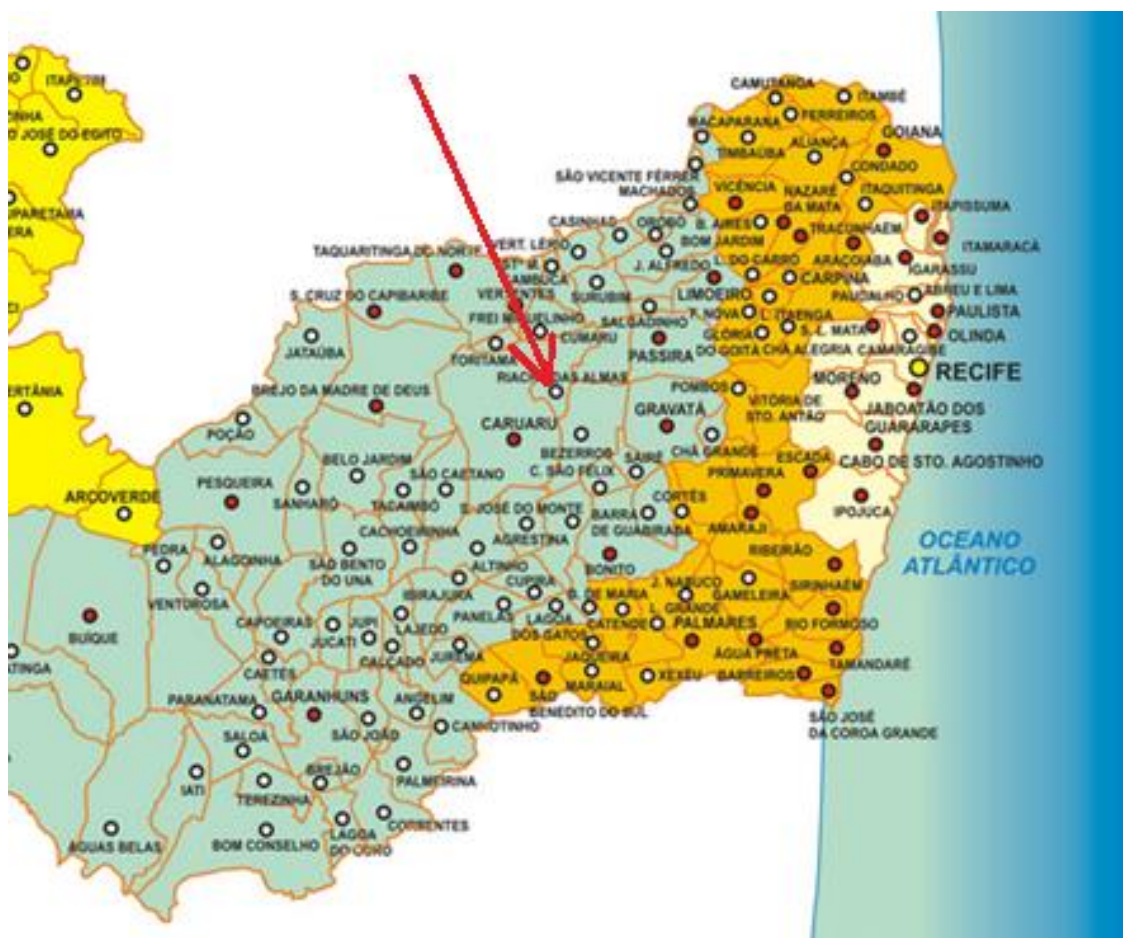 CAMUTANGA
ITAMBÉ
FERREIROS
MACAPARANA
TIMBAÚBA
ALIANÇA
GOIANA
CONDADO
SÃO VICENTE FÉRRER
MACHADOS
VICÊNCIA
NAZARÉ
DA MATA
ITAQUITINGA
ITAPISSUMA
CASINHAS
OROBÓ
B. AIRES
TRACUNHAÉM
ITAMARACÁ
TAQUARITINGA DO NORTE
VERT. LÉRIO
BOM JARDIM
ARAÇOIABA
IGARASSU
J. ALFREDO
L. DO CARRO
CARPINA
STª M.
S. CRUZ DO CAPIBARIBE
VERTENTES
SURUBIM
LIMOEIRO
PAUDALHO
ABREU E LIMA
FREI MIGUELINHO
SALGADINHO
F. NOVA
L. ITAENGA
PAULISTA
CUMARU
GLÓRIA
DO GOITÁ
S. L. MATA
OLINDA
JATAÚBA
TORITAMA
PASSIRA
CHÃ ALEGRIA
CAMARAGIBE
RECIFE
BREJO DA MADRE DE DEUS
RIACHO DAS ALMAS
POMBOS
MORENO
VITÓRIA DE
STO. ANTÃO
JABOATÃO DOS
GUARARAPES
POÇÃO
CARUARU
GRAVATÁ
CHÃ GRANDE
BEZERROS
C. SÃO FÉLIX
SAIRÉ
BELO JARDIM
SÃO CAETANO
PRIMAVERA
ESCADA
CABO DE STO. AGOSTINHO
PESQUEIRA
SANHARÓ
TACAIMBÓ
CORTÊS
IPOJUCA
ARCOVERDE
S. JOSÉ DO MONTE
BARRA
DE GUABIRABA
AMARAJI
CACHOEIRINHA
AGRESTINA
OCEANO
ATLÂNTICO
PEDRA
ALAGOINHA
SÃO BENTO
DO UNA
ALTINHO
BONITO
RIBEIRÃO
VENTUROSA
IBIRAJUBA
CUPIRA
J. NABUCO
GAMELEIRA
SIRINHAÉM
PANELAS
LAGOA
DOS GATOS
B. DE MARIA
CATENDE
L. GRANDE
RIO FORMOSO
BUÍQUE
CAPOEIRAS
JUCATI
JUPI
LAJEDO
CALÇADO
JUREMA
JAQUEIRA
PALMARES
ÁGUA PRETA
TAMANDARÉ
CAETÉS
QUIPAPÁ
MARAIAL
XEXÉU
BARREIROS
PARANATAMA
GARANHUNS
ANGELIM
SÃO
BENEDITO DO SUL
SALOÁ
SÃO JOÃO
CANHOTINHO
SÃO JOSÉ
DA COROA GRANDE
IATI
TEREZINHA
BREJÃO
PALMEIRINA
ÁGUAS BELAS
BOM CONSELHO
LAGOA
DO OURO
CORRENTES
O JOSÉ DO EGITO